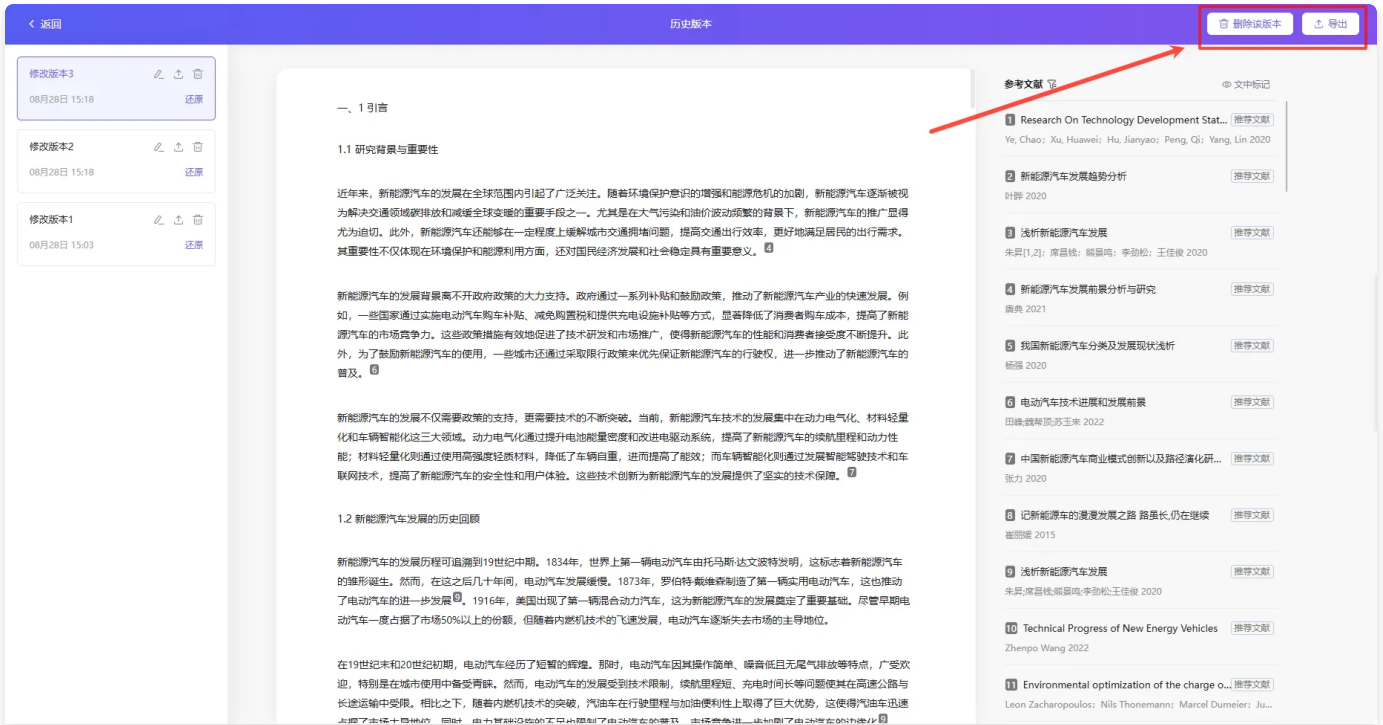 返回
历史版本
删除该版本
导出
修改版本3
08月28日 15:18
还原
修改版本2
08月28日 15:18
还原
修改版本1
08月28日 15:03
还原
一、1 引言
1.1 研究背景与重要性
近年来，新能源汽车的发展在全球范围内引起了广泛关注。随着环境保护意识的增强和能源危机的加剧，新能源汽车逐渐被视
为解决交通领域碳排放和减缓全球变暖的重要手段之一。尤其是在大气污染和油价波动频繁的背景下，新能源汽车的推广显得
尤为迫切。此外，新能源汽车还能够在一定程度上缓解城市交通拥堵问题，提高交通出行效率，更好地满足居民的出行需求。
其重要性不仅体现在环境保护和能源利用方面，还对国民经济发展和社会稳定具有重要意义。4
新能源汽车的发展背景离不开政府政策的大力支持。政府通过一系列补贴和鼓励政策，推动了新能源汽车产业的快速发展。例
如，一些国家通过实施电动汽车购车补贴、减免购置税和提供充电设施补贴等方式，显著降低了消费者购车成本，提高了新能
源汽车的市场竞争力。这些政策措施有效地促进了技术研发和市场推广，使得新能源汽车的性能和消费者接受度不断提升。此
外，为了鼓励新能源汽车的使用，一些城市还通过采取限行政策来优先保证新能源汽车的行驶权，进一步推动了新能源汽车的
普及。6
新能源汽车的发展不仅需要政策的支持，更需要技术的不断突破。当前，新能源汽车技术的发展集中在动力电气化、材料轻量
化和车辆智能化这三大领域。动力电气化通过提升电池能量密度和改进电驱动系统，提高了新能源汽车的续航里程和动力性
能；材料轻量化则通过使用高强度轻质材料，降低了车辆自重，进而提高了能效；而车辆智能化则通过发展智能驾驶技术和车
联网技术，提高了新能源汽车的安全性和用户体验。这些技术创新为新能源汽车的发展提供了坚实的技术保障。7
1.2 新能源汽车发展的历史回顾
新能源汽车的发展历程可追溯到19世纪中期。1834年，世界上第一辆电动汽车由托马斯·达文波特发明，这标志着新能源汽车
的雏形诞生。然而，在这之后几十年间，电动汽车发展缓慢。1873年，罗伯特·戴维森制造了第一辆实用电动汽车，这也推动
了电动汽车的进一步发展9。1916年，美国出现了第一辆混合动力汽车，这为新能源汽车的发展奠定了重要基础。尽管早期电
动汽车一度占据了市场50%以上的份额，但随着内燃机技术的飞速发展，电动汽车逐渐失去市场的主导地位。
在19世纪末和20世纪初期，电动汽车经历了短暂的辉煌。那时，电动汽车因其操作简单、噪音低且无尾气排放等特点，广受欢
迎，特别是在城市使用中备受青睐。然而，电动汽车的发展受到技术限制，续航里程短、充电时间长等问题使其在高速公路与
长途运输中受限。相比之下，随着内燃机技术的突破，汽油车在行驶里程与加油便利性上取得了巨大优势，这使得汽油车迅速
占据了市场主导地位。同时，电力基础设施的不足也限制了电动汽车的普及，市场竞争进一步加剧了电动汽车的边缘化9
参考文献
文中标记
1 Research On Technology Development Stat... 推荐文献
Ye, Chao；Xu, Huawei；Hu, Jianyao；Peng, Qi；Yang, Lin 2020
2 新能源汽车发展趋势分析 推荐文献
叶晔 2020
3 浅析新能源汽车发展 推荐文献
朱昇[1,2]；席昌钱；熊景鸣；李劲松；王佳俊 2020
4 新能源汽车发展前景分析与研究 推荐文献
唐典 2021
5 我国新能源汽车分类及发展现状浅析 推荐文献
杨强 2020
6 电动汽车技术进展和发展前景 推荐文献
田峰;魏帮顶;苏玉来 2022
7 中国新能源汽车商业模式创新以及路径演化研... 推荐文献
张力 2020
8 记新能源车的漫漫发展之路 路虽长,仍在继续 推荐文献
崔丽媛 2015
9 浅析新能源汽车发展 推荐文献
朱昇;席昌钱;熊景鸣;李劲松;王佳俊 2020
10 Technical Progress of New Energy Vehicles 推荐文献
Zhenpo Wang 2022
11 Environmental optimization of the charge o... 推荐文献
Leon Zacharopoulos；Nils Thonemann；Marcel Dumeier；Ju...